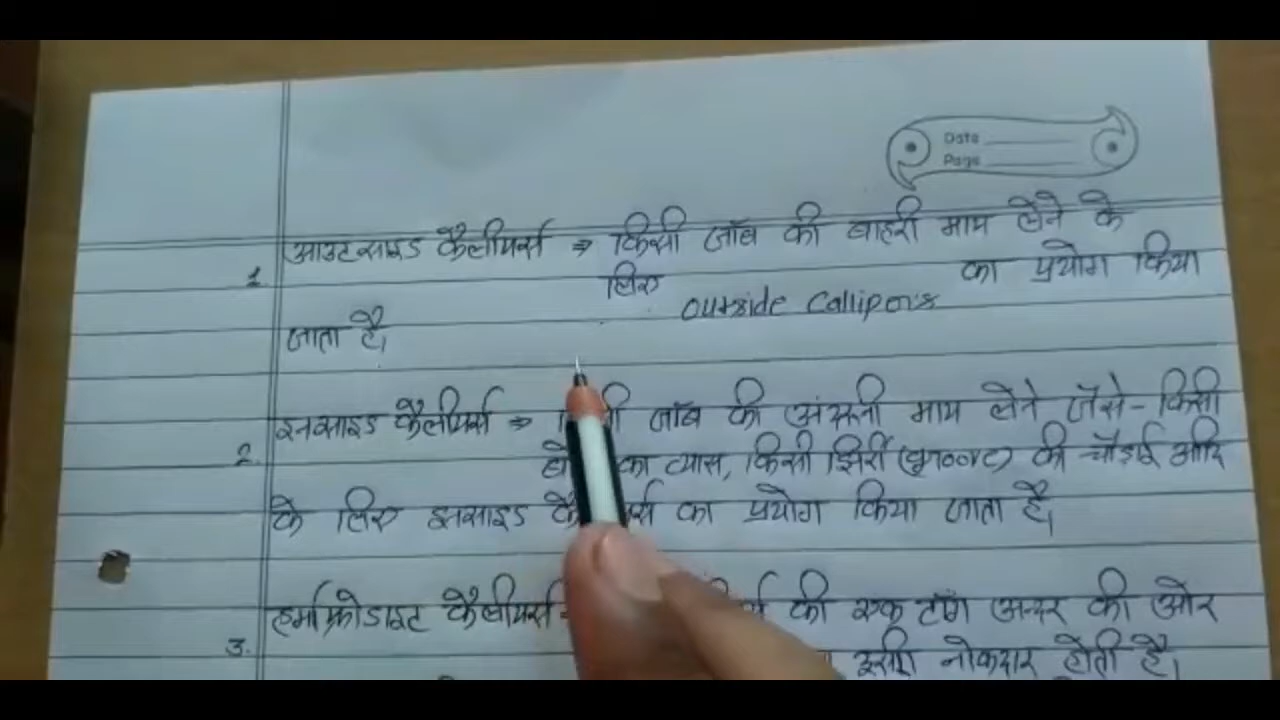 Date
Page
आउटसाइड कैलीपर्स ⇒ किसी जॉब की बाहरी माप लेने के
1. लिए outside Callipers का प्रयोग किया
जाता है।
इनसाइड कैलीपर्स ⇒ जॉब की अंदरूनी माप लेने जैसे - किसी
2. का व्यास, किसी झिर्री (groove) की चौड़ाई आदि
के लिए इनसाइड का प्रयोग किया जाता है।
हर्माफ्रोडाइट कैलीपर्स की एक टाँग अन्दर की ओर
3. दूसरी नोकदार होती है।